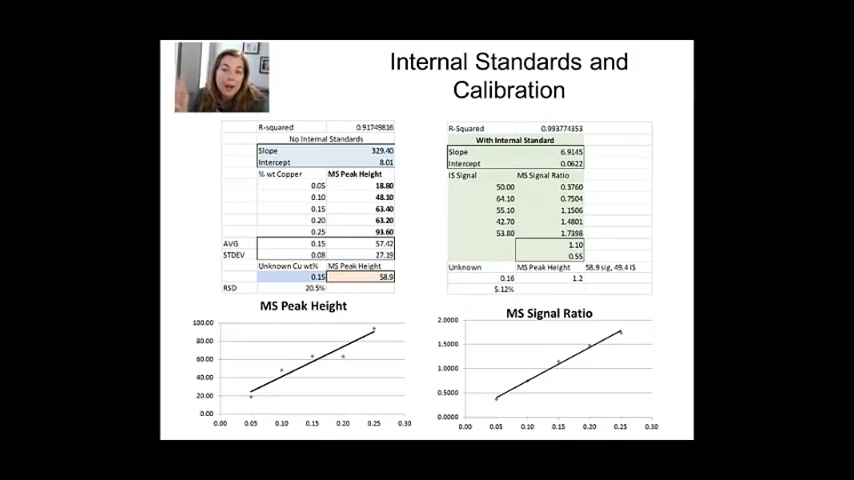 Internal Standards and
Calibration
R-squared 0.91749816
No Internal Standards
Slope 329.40
Intercept 8.01
% wt Copper MS Peak Height
0.05 18.80
0.10 48.10
0.15 63.40
0.20 63.20
0.25 93.60
AVG 0.15 57.42
STDEV 0.08 27.19
Unknown Cu wt% MS Peak Height
0.15 58.9
RSD 20.5%
R-Squared 0.993774353
With Internal Standard
Slope 6.9145
Intercept 0.0622
IS Signal MS Signal Ratio
50.00 0.3760
64.10 0.7504
55.10 1.1506
42.70 1.4801
53.80 1.7398
1.10
0.55
Unknown MS Peak Height 58.9 sig, 49.4 IS
0.16 1.2
5.12%
MS Peak Height
100.00
80.00
60.00
40.00
20.00
0.00
0.00 0.05 0.10 0.15 0.20 0.25 0.30
MS Signal Ratio
2.0000
1.5000
1.0000
0.5000
0.0000
0.00 0.05 0.10 0.15 0.20 0.25 0.30